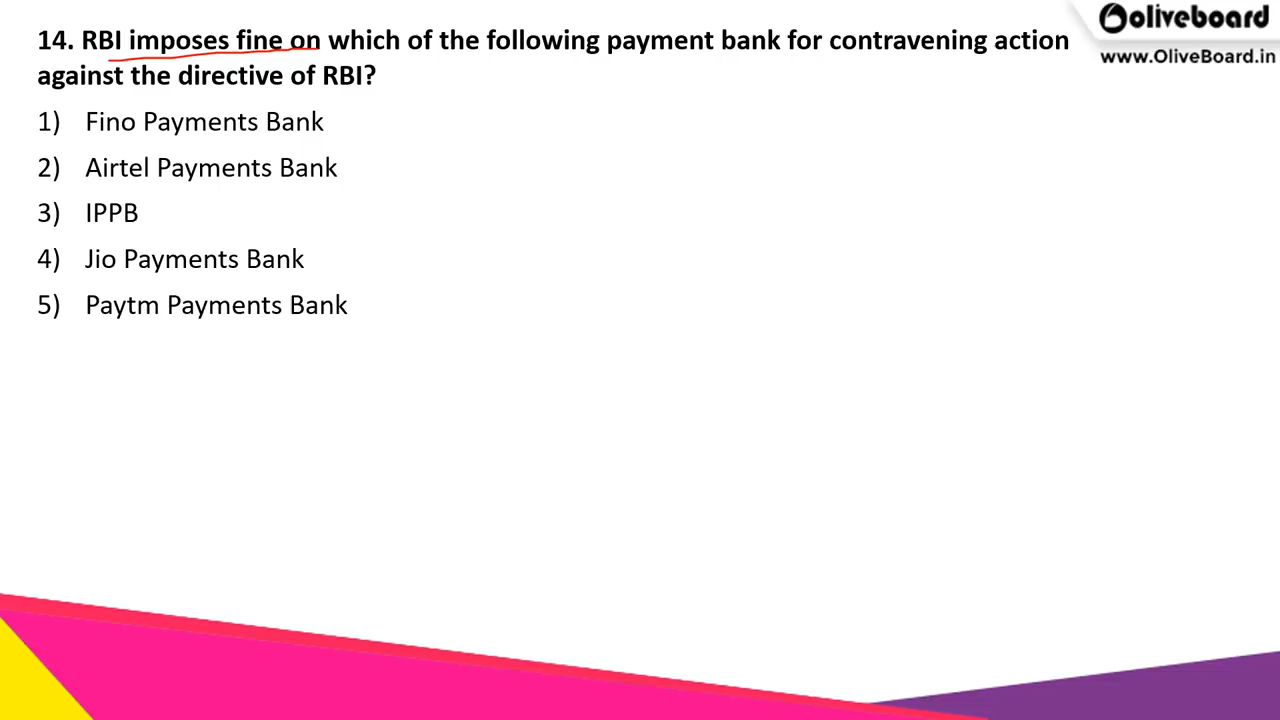 oliveboard
www.OliveBoard.in
14. RBI imposes fine on which of the following payment bank for contravening action
against the directive of RBI?
1) Fino Payments Bank
2) Airtel Payments Bank
3) IPPB
4) Jio Payments Bank
5) Paytm Payments Bank